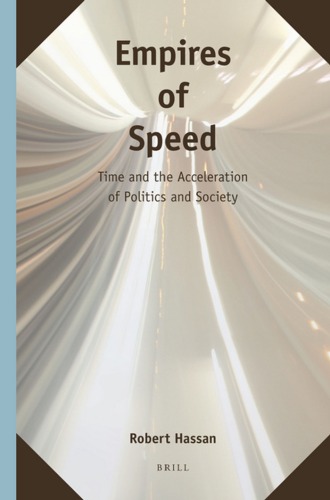 Empires
of
Speed
Time and the Acceleration
of Politics and Society
Robert Hassan
BRILL